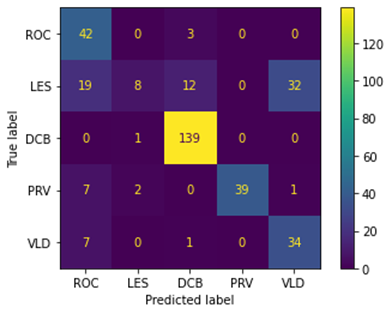 ROC 42 0 3 0 0
120
LES 19 8 12 0 32
100
80
True label
DCB 0 1 139 0 0
60
PRV 7 2 0 39 1
40
20
VLD 7 0 1 0 34
0
ROC LES DCB PRV VLD
Predicted label